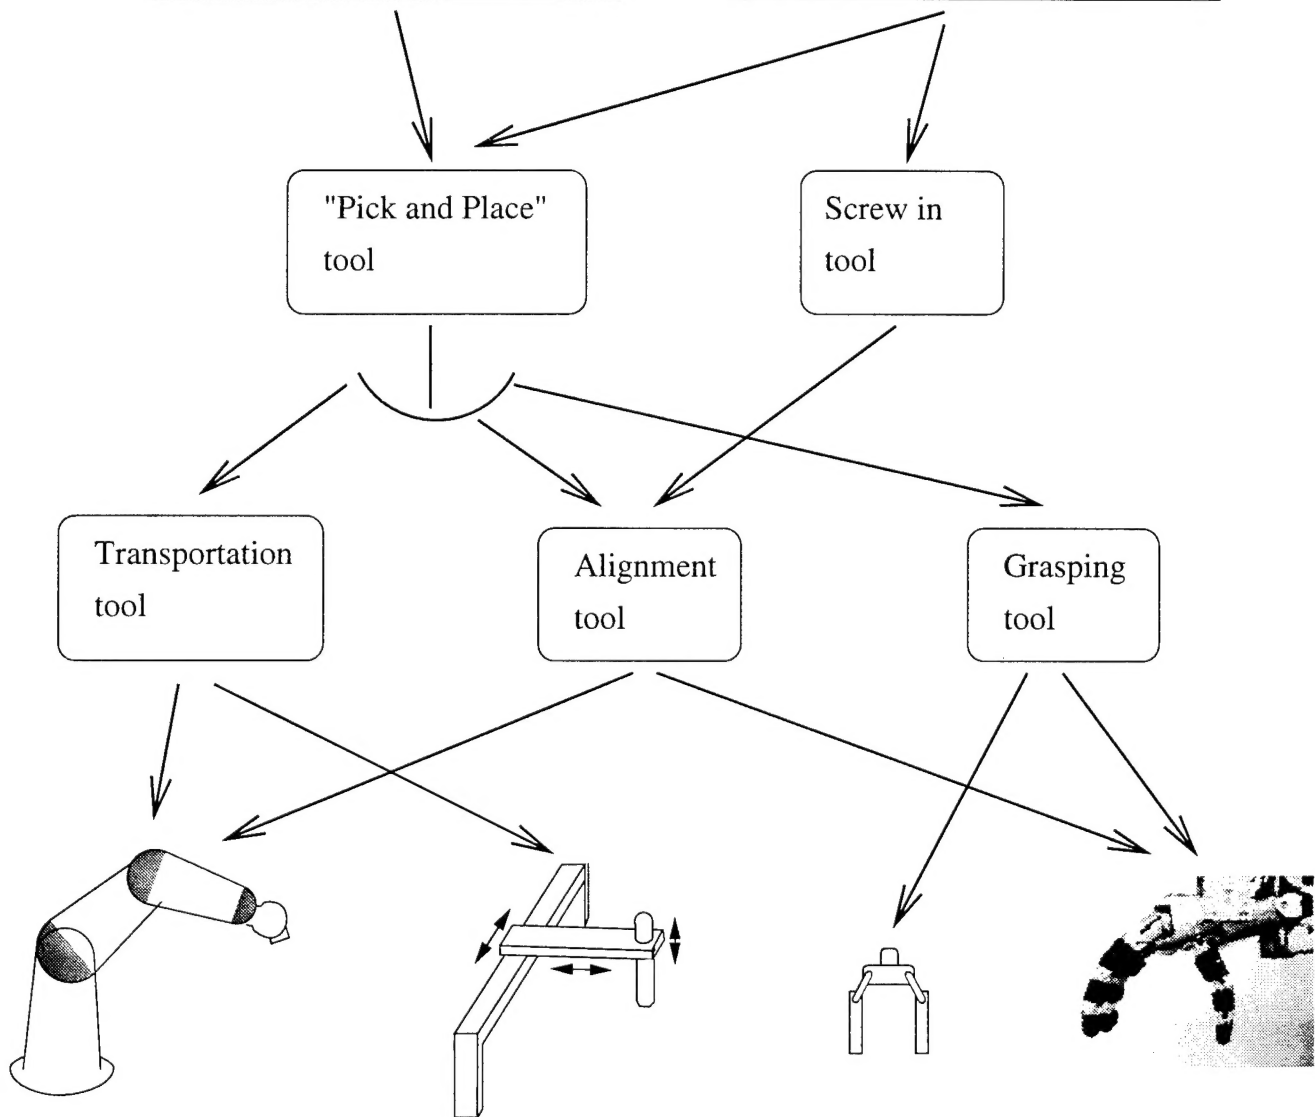 "Pick and Place"
tool
Screw in
tool
Transportation
tool
Alignment
tool
Grasping
tool